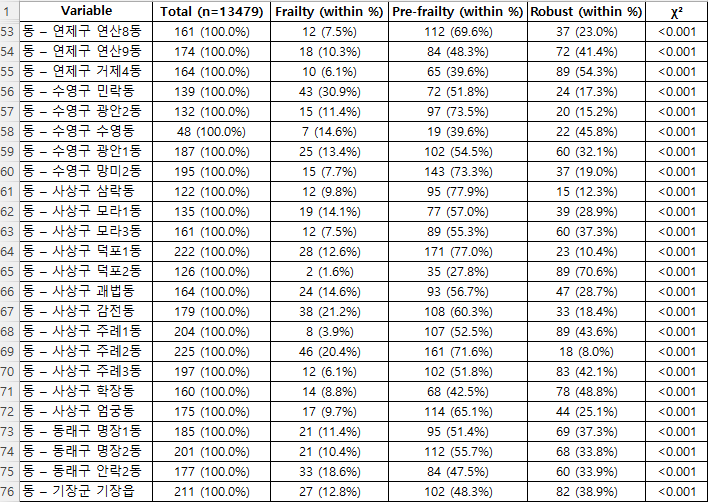 1 Variable Total (n=13479) Frailty (within %) Pre-frailty (within %) Robust (within %) χ²
53 동 – 연제구 연산8동 161 (100.0%) 12 (7.5%) 112 (69.6%) 37 (23.0%) <0.001
54 동 – 연제구 연산9동 174 (100.0%) 18 (10.3%) 84 (48.3%) 72 (41.4%) <0.001
55 동 – 연제구 거제4동 164 (100.0%) 10 (6.1%) 65 (39.6%) 89 (54.3%) <0.001
56 동 – 수영구 민락동 139 (100.0%) 43 (30.9%) 72 (51.8%) 24 (17.3%) <0.001
57 동 – 수영구 광안2동 132 (100.0%) 15 (11.4%) 97 (73.5%) 20 (15.2%) <0.001
58 동 – 수영구 수영동 48 (100.0%) 7 (14.6%) 19 (39.6%) 22 (45.8%) <0.001
59 동 – 수영구 광안1동 187 (100.0%) 25 (13.4%) 102 (54.5%) 60 (32.1%) <0.001
60 동 – 수영구 망미2동 195 (100.0%) 15 (7.7%) 143 (73.3%) 37 (19.0%) <0.001
61 동 – 사상구 삼락동 122 (100.0%) 12 (9.8%) 95 (77.9%) 15 (12.3%) <0.001
62 동 – 사상구 모라1동 135 (100.0%) 19 (14.1%) 77 (57.0%) 39 (28.9%) <0.001
63 동 – 사상구 모라3동 161 (100.0%) 12 (7.5%) 89 (55.3%) 60 (37.3%) <0.001
64 동 – 사상구 덕포1동 222 (100.0%) 28 (12.6%) 171 (77.0%) 23 (10.4%) <0.001
65 동 – 사상구 덕포2동 126 (100.0%) 2 (1.6%) 35 (27.8%) 89 (70.6%) <0.001
66 동 – 사상구 괘법동 164 (100.0%) 24 (14.6%) 93 (56.7%) 47 (28.7%) <0.001
67 동 – 사상구 감전동 179 (100.0%) 38 (21.2%) 108 (60.3%) 33 (18.4%) <0.001
68 동 – 사상구 주례1동 204 (100.0%) 8 (3.9%) 107 (52.5%) 89 (43.6%) <0.001
69 동 – 사상구 주례2동 225 (100.0%) 46 (20.4%) 161 (71.6%) 18 (8.0%) <0.001
70 동 – 사상구 주례3동 197 (100.0%) 12 (6.1%) 102 (51.8%) 83 (42.1%) <0.001
71 동 – 사상구 학장동 160 (100.0%) 14 (8.8%) 68 (42.5%) 78 (48.8%) <0.001
72 동 – 사상구 엄궁동 175 (100.0%) 17 (9.7%) 114 (65.1%) 44 (25.1%) <0.001
73 동 – 동래구 명장1동 185 (100.0%) 21 (11.4%) 95 (51.4%) 69 (37.3%) <0.001
74 동 – 동래구 명장2동 201 (100.0%) 21 (10.4%) 112 (55.7%) 68 (33.8%) <0.001
75 동 – 동래구 안락2동 177 (100.0%) 33 (18.6%) 84 (47.5%) 60 (33.9%) <0.001
76 동 – 기장군 기장읍 211 (100.0%) 27 (12.8%) 102 (48.3%) 82 (38.9%) <0.001